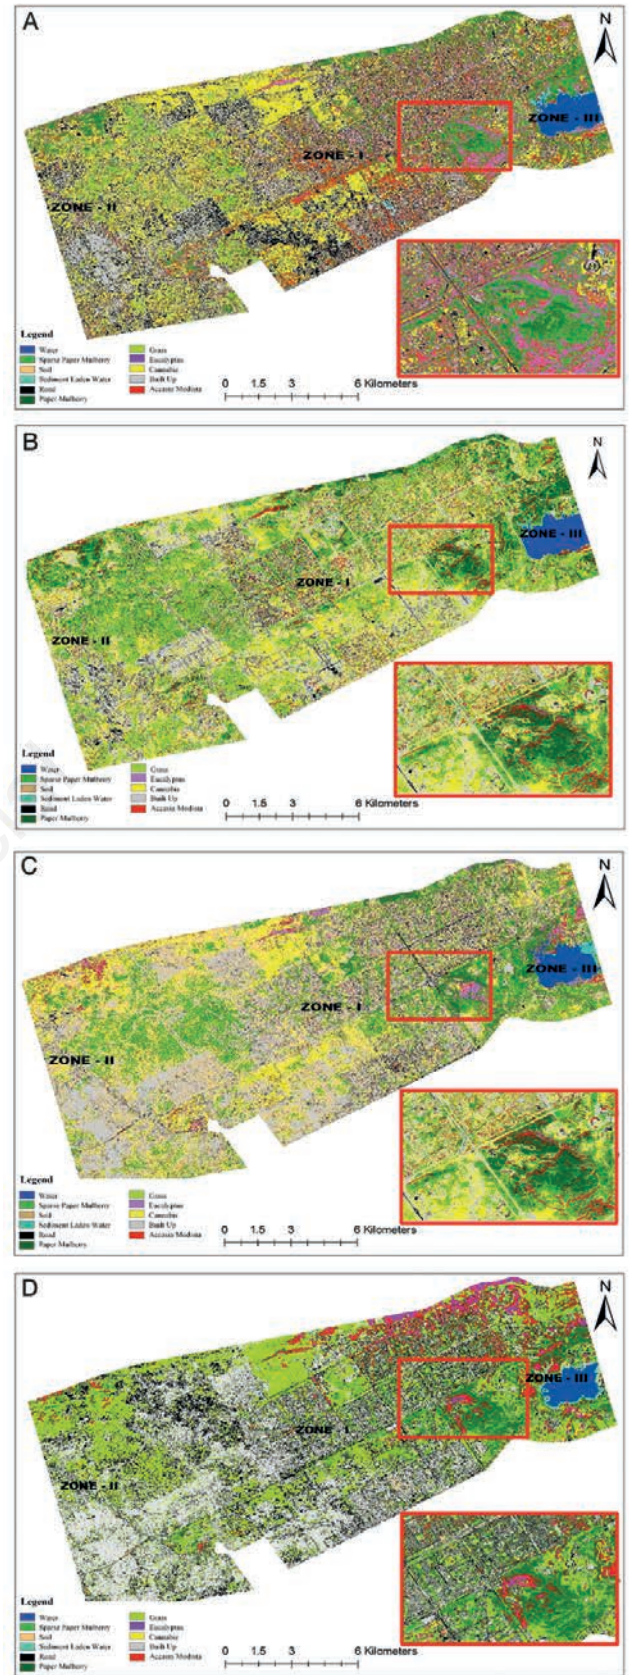 A
N
ZONE - III
ZONE - I
ZONE - II
Legend
Water
Sparse Paper Mulberry
Soil
Sediment Laden Water
Road
Paper Mulberry
Grass
Eucalyptus
Cannabis
Built Up
Accasia Modesta
0 1.5 3 6 Kilometers
B
N
ZONE - III
ZONE - I
ZONE - II
Legend
Water
Sparse Paper Mulberry
Soil
Sediment Laden Water
Road
Paper Mulberry
Grass
Eucalyptus
Cannabis
Built Up
Accasia Modesta
0 1.5 3 6 Kilometers
C
N
ZONE - III
ZONE - I
ZONE - II
Legend
Water
Sparse Paper Mulberry
Soil
Sediment Laden Water
Road
Paper Mulberry
Grass
Eucalyptus
Cannabis
Built Up
Accasia Modesta
0 1.5 3 6 Kilometers
D
N
ZONE - III
ZONE - I
ZONE - II
Legend
Water
Sparse Paper Mulberry
Soil
Sediment Laden Water
Road
Paper Mulberry
Grass
Eucalyptus
Cannabis
Built Up
Accasia Modesta
0 1.5 3 6 Kilometers